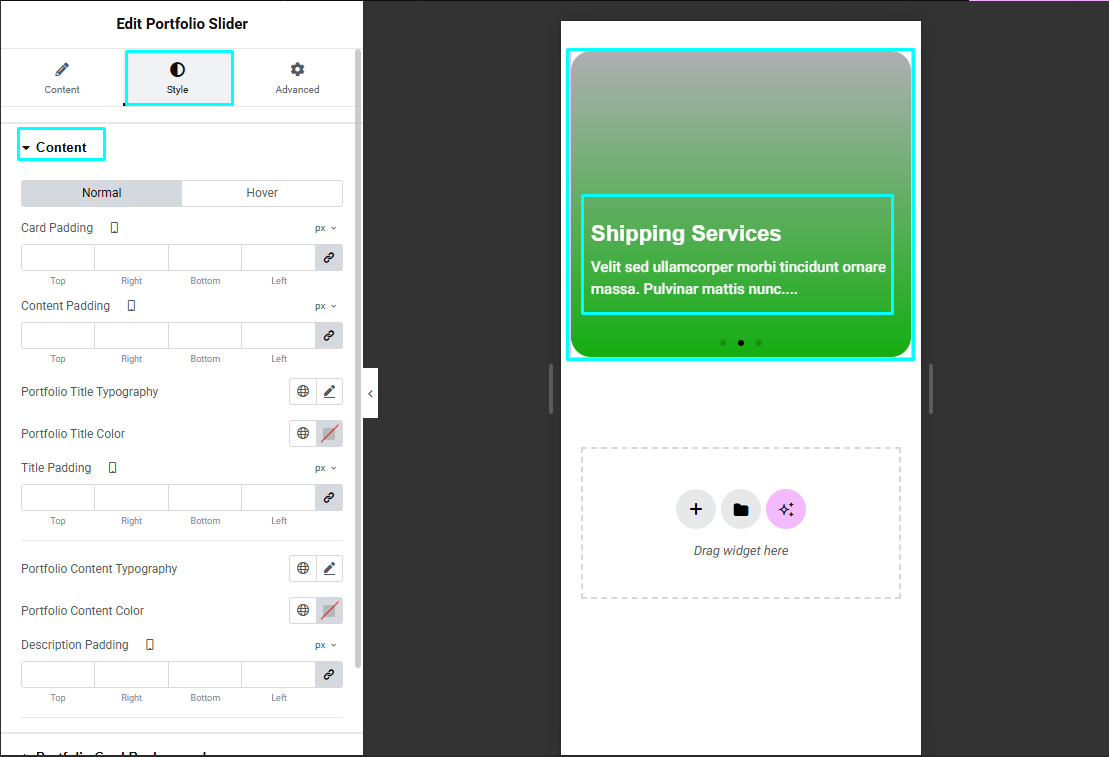 Edit Portfolio Slider
Content
Style
Advanced
Content
Normal
Hover
Card Padding
px
Top
Right
Bottom
Left
Content Padding
px
Top
Right
Bottom
Left
Portfolio Title Typography
Portfolio Title Color
Title Padding
px
Top
Right
Bottom
Left
Portfolio Content Typography
Portfolio Content Color
Description Padding
px
Top
Right
Bottom
Left
Portfolio Card Background
Shipping Services
Velit sed ullamcorper morbi tincidunt ornare
massa. Pulvinar mattis nunc....
Drag widget here